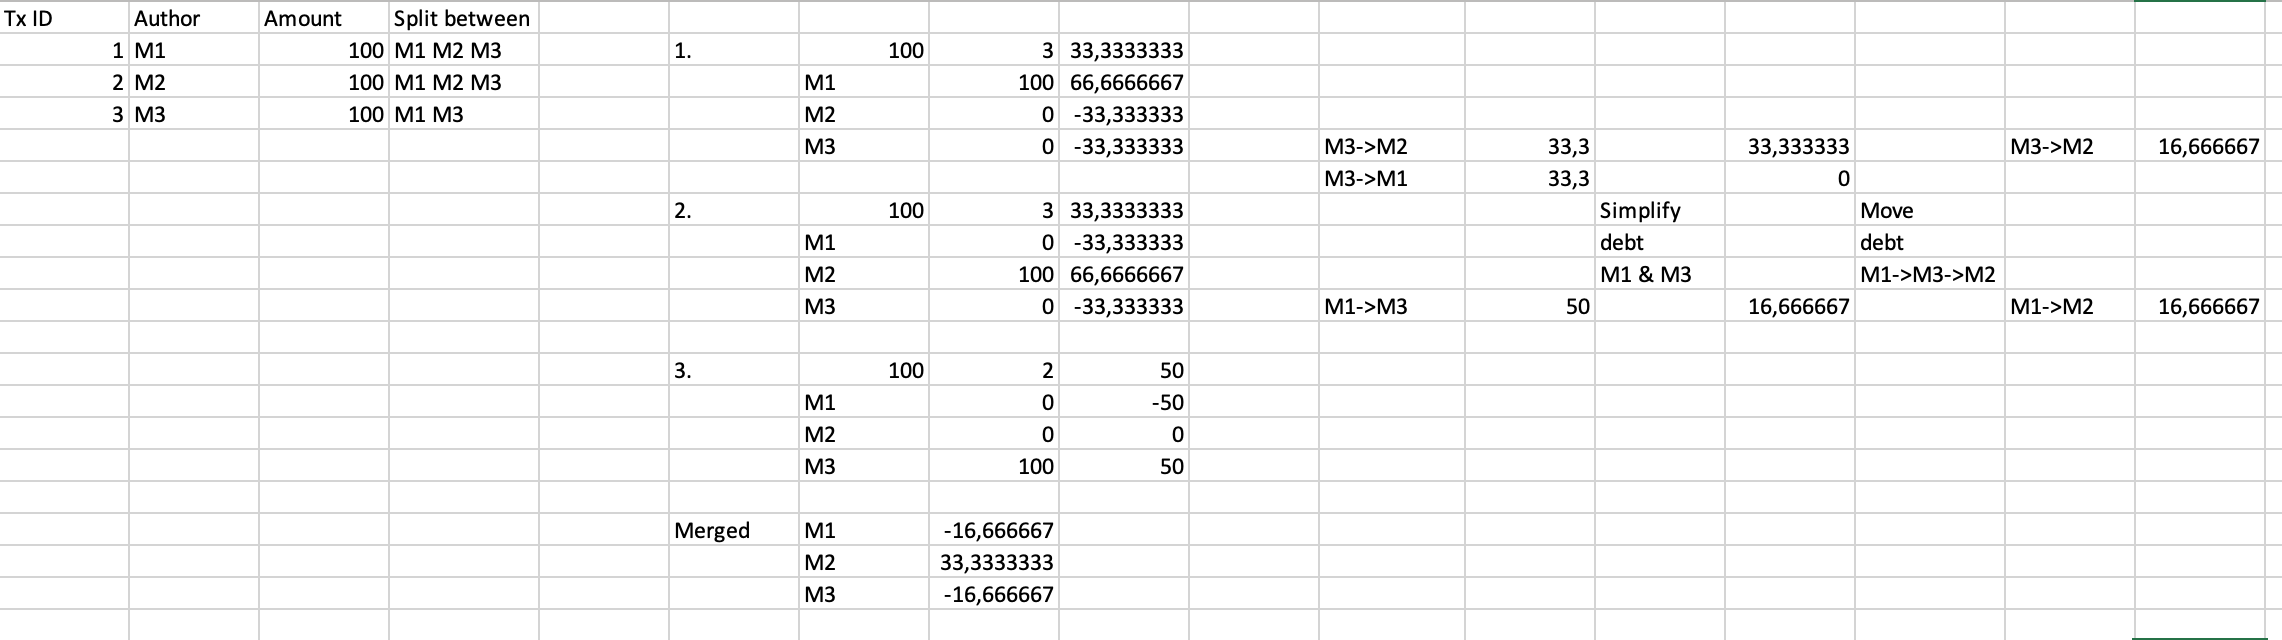 Tx ID Author Amount Split between
1 M1 100 M1 M2 M3 1. 100 3 33,3333333
2 M2 100 M1 M2 M3 M1 100 66,6666667
3 M3 100 M1 M3 M2 0 -33,333333
M3 0 -33,333333 M3->M2 33,3 33,333333 M3->M2 16,666667
M3->M1 33,3 0
2. 100 3 33,3333333 Simplify Move
M1 0 -33,333333 debt debt
M2 100 66,6666667 M1 & M3 M1->M3->M2
M3 0 -33,333333 M1->M3 50 16,666667 M1->M2 16,666667
3. 100 2 50
M1 0 -50
M2 0 0
M3 100 50
Merged M1 -16,666667
M2 33,3333333
M3 -16,666667